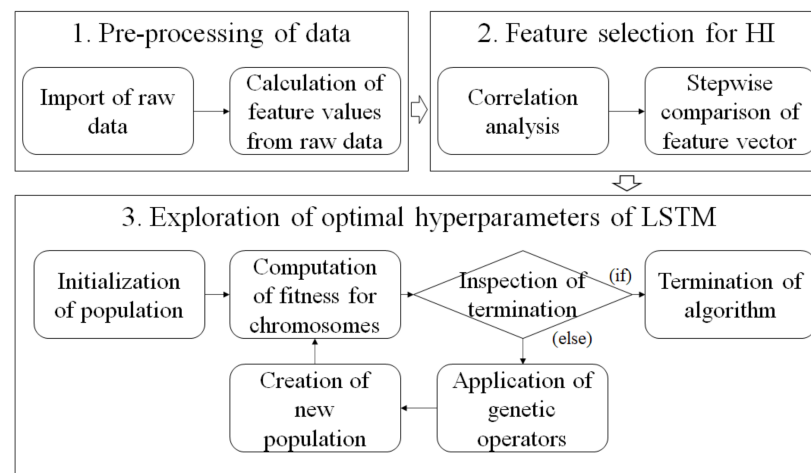 1. Pre-processing of data
Import of raw
data
Calculation of
feature values
from raw data
2. Feature selection for HI
Correlation
analysis
Stepwise
comparison of
feature vector
3. Exploration of optimal hyperparameters of LSTM
Initialization
of population
Computation
of fitness for
chromosomes
Inspection of
termination
(if)
Termination of
algorithm
(else)
Creation of
new
population
Application of
genetic
operators